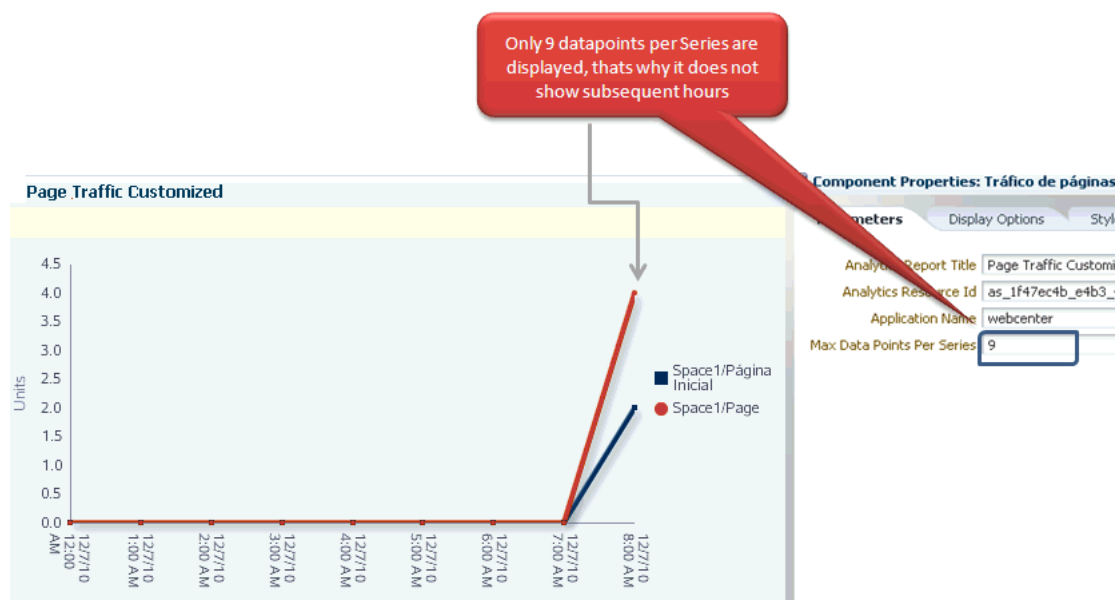 Only 9 datapoints per Series are
displayed, thats why it does not
show subsequent hours
Page Traffic Customized
4.5
4.0
3.5
3.0
2.5
2.0
1.5
1.0
0.5
0.0
Units
12/7/10
12:00
AM
12/7/10
1:00 AM
12/7/10
2:00 AM
12/7/10
3:00 AM
12/7/10
4:00 AM
12/7/10
5:00 AM
12/7/10
6:00 AM
12/7/10
7:00 AM
12/7/10
8:00 AM
Space1/Página
Inicial
Space1/Page
Component Properties: Tráfico de páginas
Display Options
Analytics Report Title Page Traffic Customi
Analytics Resource Id as_1f47ec4b_e4b3_
Application Name webcenter
Max Data Points Per Series 9